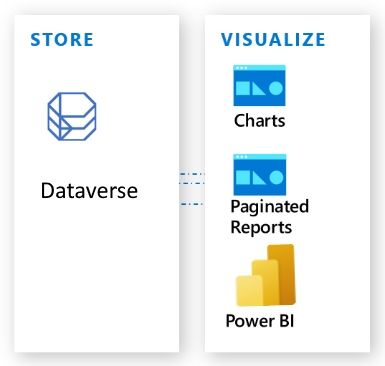 STORE
Dataverse
VISUALIZE
Charts
Paginated
Reports
Power BI